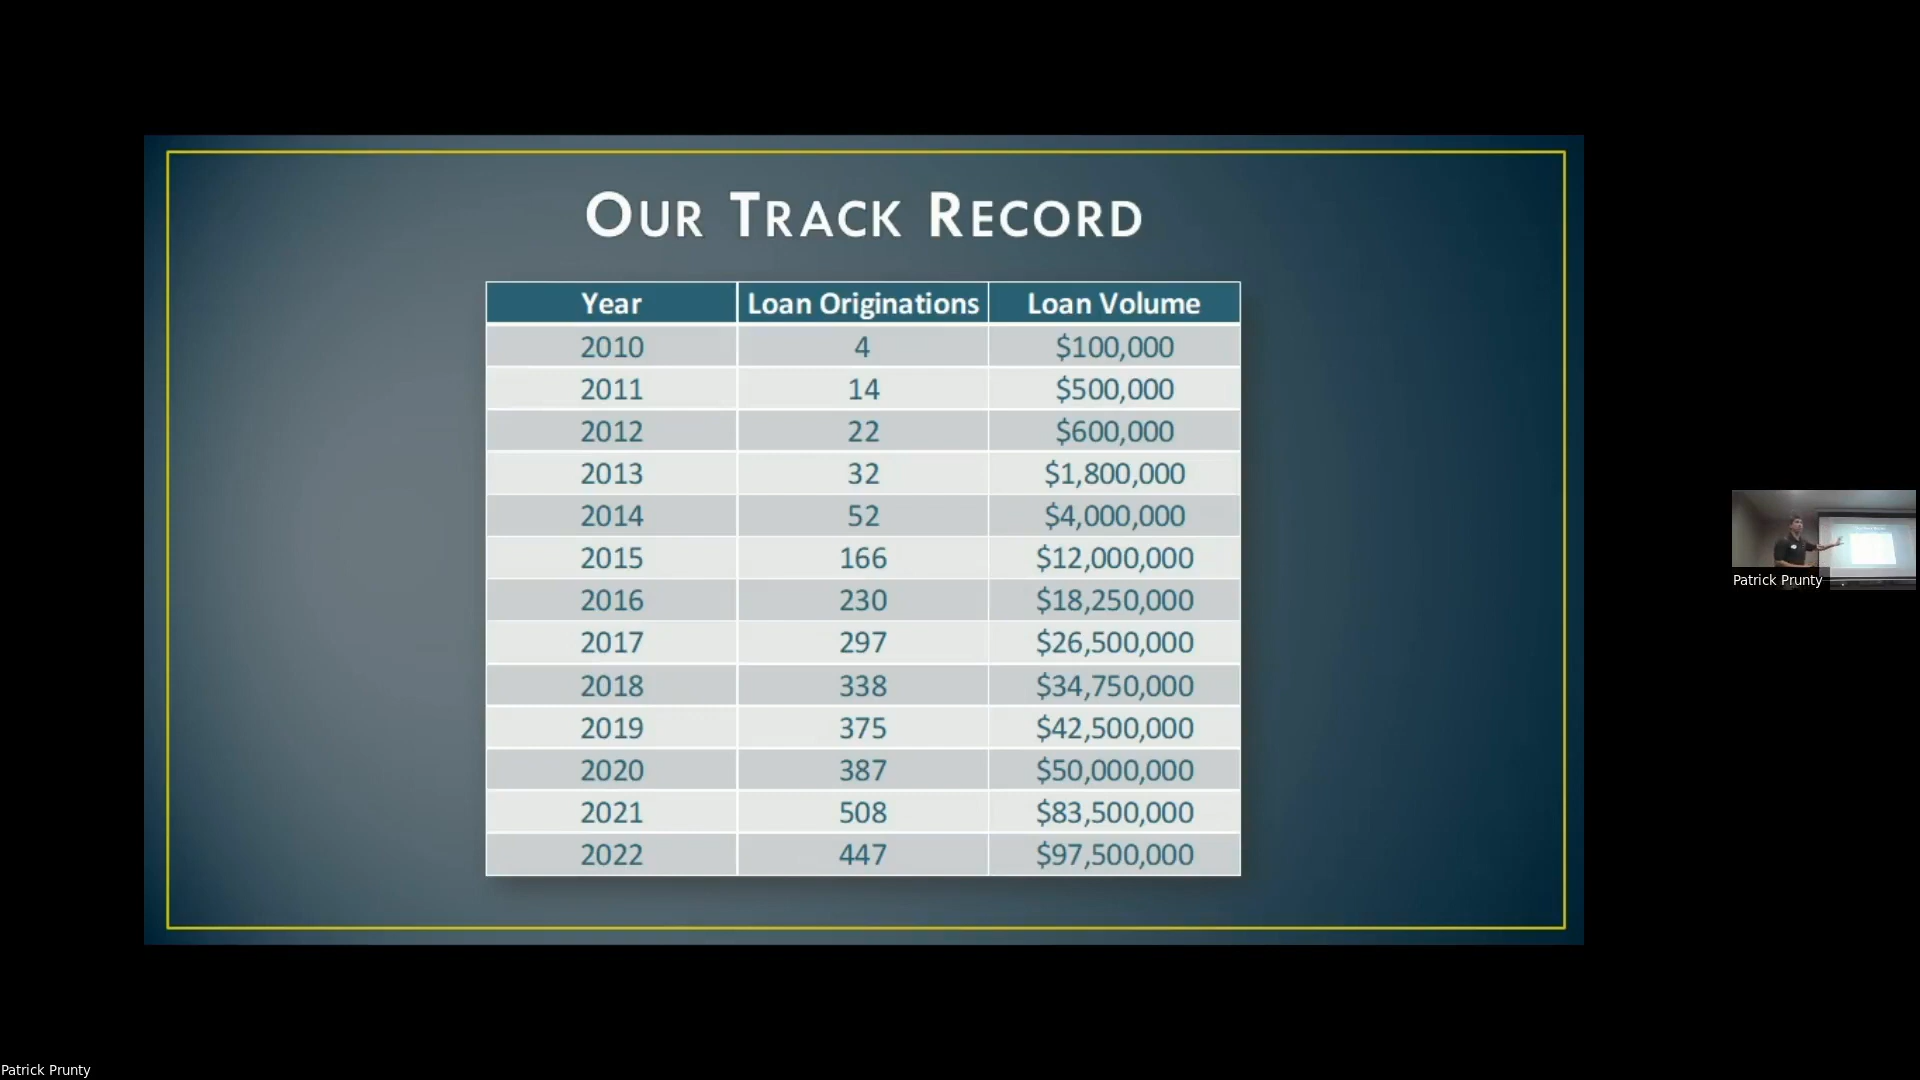 OUR TRACK RECORD
Year Loan Originations Loan Volume
2010 4 $100,000
2011 14 $500,000
2012 22 $600,000
2013 32 $1,800,000
2014 52 $4,000,000
2015 166 $12,000,000
2016 230 $18,250,000
2017 297 $26,500,000
2018 338 $34,750,000
2019 375 $42,500,000
2020 387 $50,000,000
2021 508 $83,500,000
2022 447 $97,500,000
Patrick Prunty
Patrick Prunty